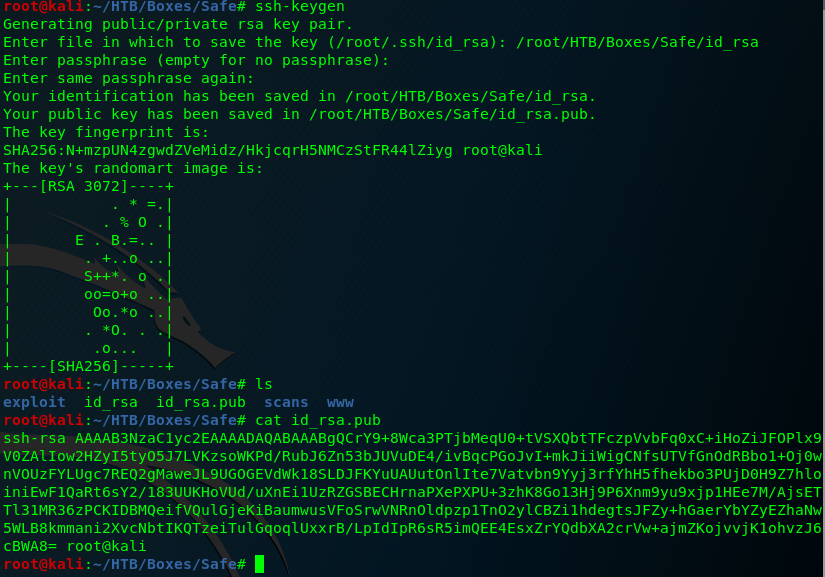 root@kali:~/HTB/Boxes/Safe# ssh-keygen
Generating public/private rsa key pair.
Enter file in which to save the key (/root/.ssh/id_rsa): /root/HTB/Boxes/Safe/id_rsa
Enter passphrase (empty for no passphrase):
Enter same passphrase again:
Your identification has been saved in /root/HTB/Boxes/Safe/id_rsa.
Your public key has been saved in /root/HTB/Boxes/Safe/id_rsa.pub.
The key fingerprint is:
SHA256:N+mzpUN4zgwdZVeMidz/HkjcqrH5NMCzStFR44lZiyg root@kali
The key's randomart image is:
+---[RSA 3072]----+
|            . * =.|
|           . % O .|
|        E . B.=.. |
|         . +..o ..|
|         S++*. o .|
|         oo=o+o ..|
|          Oo.*o ..|
|         . *O. . .|
|          .o...   |
+----[SHA256]-----+
root@kali:~/HTB/Boxes/Safe# ls
exploit  id_rsa  id_rsa.pub  scans  www
root@kali:~/HTB/Boxes/Safe# cat id_rsa.pub
ssh-rsa AAAAB3NzaC1yc2EAAAADAQABAAABgQCrY9+8Wca3PTjbMeqU0+tVSXQbtTFczpVvbFq0xC+iHoZiJFOPlx9
V0ZAlIow2HZyI5tyO5J7LVKzsoWKPd/RubJ6Zn53bJUVuDE4/ivBqcPGoJvI+mkJiiWigCNfsUTVfGnOdRBbo1+Oj0w
nVOUzFYLUgc7REQ2gMaweJL9UGOGEVdWk18SLDJFKYuUAUutOnlIte7Vatvbn9Yyj3rfYhH5fhekbo3PUjD0H9Z7hlo
iniEwF1QaRt6sY2/183UUKHoVUd/uXnEi1UzRZGSBECHrnaPXePXPU+3zhK8Go13Hj9P6Xnm9yu9xjp1HEe7M/AjsET
Tl31MR36zPCKIDBMQeifVQulGjeKiBaumwusVFoSrwVNRnOldpzp1TnO2ylCBZi1hdegtsJFZy+hGaerYbYZyEZhaNw
5WLB8kmmani2XvcNbtIKQTzeiTulGqoqlUxxrB/LpIdIpR6sR5imQEE4EsxZrYQdbXA2crVw+ajmZKojvvjK1ohvzJ6
cBWA8= root@kali
root@kali:~/HTB/Boxes/Safe#